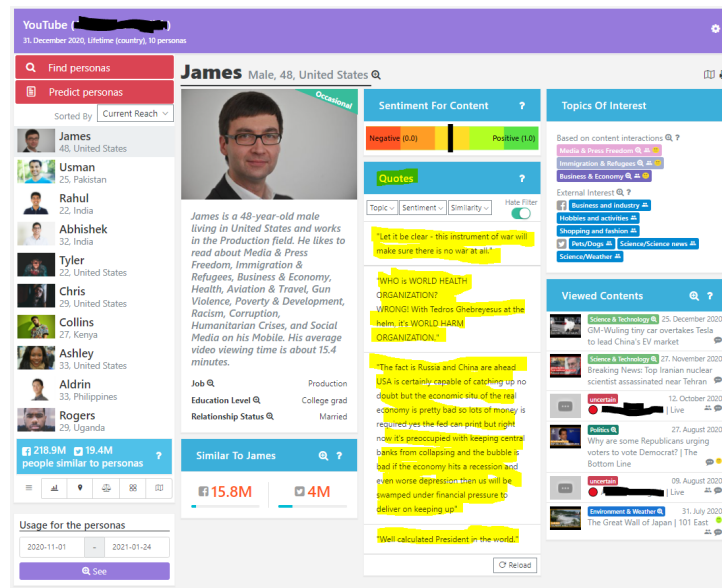 YouTube (
)
31. December 2020, Lifetime (country), 10 personas
Find personas
Predict personas
Sorted By Current Reach
James
48, United States
Usman
25, Pakistan
Rahul
22, India
Abhishek
32, India
Tyler
22, United States
Chris
29, United States
Collins
27, Kenya
Ashley
33, United States
Aldrin
33, Philippines
Rogers
29, Uganda
218.9M 19.4M ?
people similar to personas
Usage for the personas
2020-11-01 - 2021-01-24
See
James Male, 48, United States
Occasional
James is a 48-year-old male
living in United States and works
in the Production field. He likes to
read about Media & Press
Freedom, Immigration &
Refugees, Business & Economy,
Health, Aviation & Travel, Gun
Violence, Poverty & Development,
Racism, Corruption,
Humanitarian Crises, and Social
Media on his Mobile. His average
video viewing time is about 15.4
minutes.
Job Production
Education Level College grad
Relationship Status Married
Similar To James ?
15.8M 4M
Sentiment For Content ?
Negative (0.0) Positive (1.0)
Quotes ?
Topic Sentiment Similarity Hate Filter
"Let it be clear - this instrument of war will
make sure there is no war at all."
"WHO is WORLD HEALTH
ORGANIZATION?
WRONG! With Tedros Ghebreyesus at the
helm, it's WORLD HARM
ORGANIZATION."
"The fact is Russia and China are ahead
USA is certainly capable of catching up no
doubt but the economic situ of the real
economy is pretty bad so lots of money is
required yes the fed can print but right
now it's preoccupied with keeping central
banks from collapsing and the bubble is
bad if the economy hits a recession and
even worse depression then us will be
swamped under financial pressure to
deliver on keeping up"
"Well calculated President in the world."
Reload
Topics Of Interest
Based on content interactions ?
Media & Press Freedom
Immigration & Refugees
Business & Economy
External Interest ?
Business and industry
Hobbies and activities
Shopping and fashion
Pets/Dogs Science/Science news
Science/Weather
Viewed Contents ?
Science & Technology 25. December 2020
GM-Wuling tiny car overtakes Tesla
to lead China's EV market
Science & Technology 27. November 2020
Breaking News: Top Iranian nuclear
scientist assassinated near Tehran
uncertain 12. October 2020
| Live
Politics 27. August 2020
Why are some Republicans urging
voters to vote Democrat? | The
Bottom Line
uncertain 09. August 2020
| Live
Environment & Weather 31. July 2020
The Great Wall of Japan | 101 East